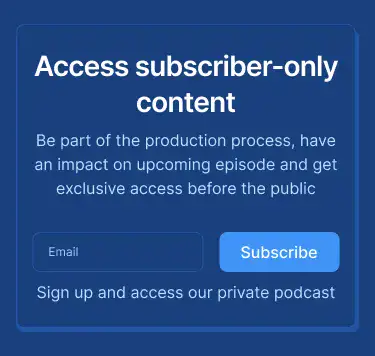 Access subscriber-only
content
Be part of the production process, have
an impact on upcoming episode and get
exclusive access before the public
Email
Subscribe
Sign up and access our private podcast